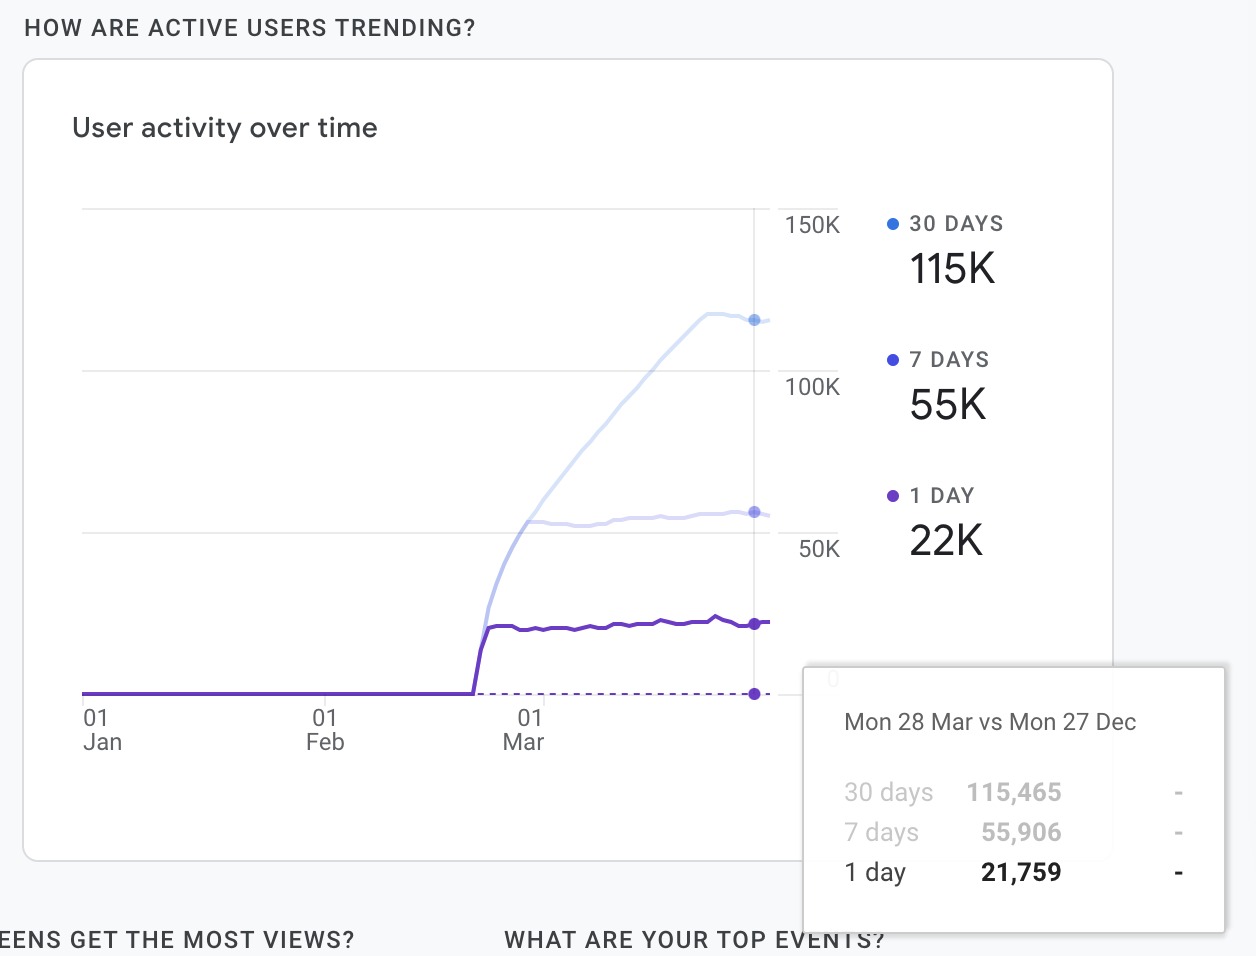 HOW ARE ACTIVE USERS TRENDING?
User activity over time
150K
100K
50K
0
01
Jan
01
Feb
01
Mar
30 DAYS
115K
7 DAYS
55K
1 DAY
22K
Mon 28 Mar vs Mon 27 Dec
30 days 115,465 -
7 days 55,906 -
1 day 21,759 -
EENS GET THE MOST VIEWS?
WHAT ARE YOUR TOP EVENTS?